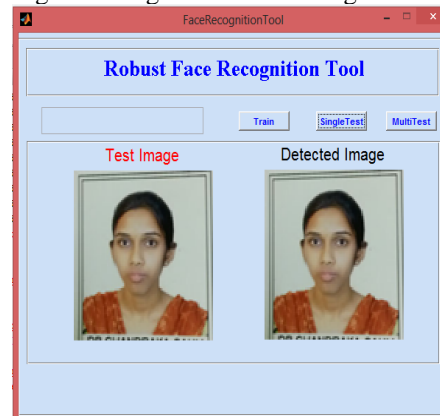 FaceRecognitionTool
Robust Face Recognition Tool
Train
SingleTest
MultiTest
Test Image
Detected Image